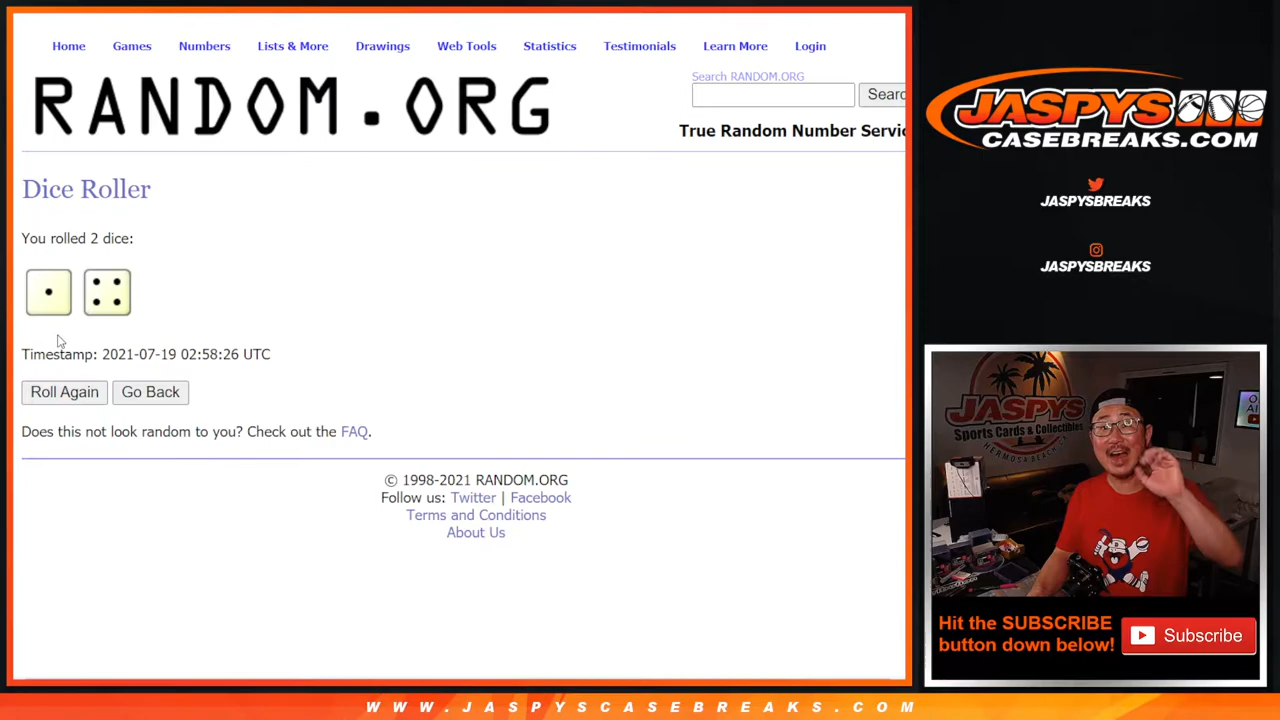 Home Games Numbers Lists & More Drawings Web Tools Statistics Testimonials Learn More Login
RANDOM.ORG
Search RANDOM.ORG
Searc
True Random Number Servic
Dice Roller
You rolled 2 dice:
Timestamp: 2021-07-19 02:58:26 UTC
Roll Again Go Back
Does this not look random to you? Check out the FAQ.
© 1998-2021 RANDOM.ORG
Follow us: Twitter | Facebook
Terms and Conditions
About Us
JASPYS
CASEBREAKS.COM
JASPYSBREAKS
JASPYSBREAKS
JASPYS
Sports Cards & Collectibles
HERMOSA BEACH, CA
Hit the SUBSCRIBE
button down below!
Subscribe
WWW.JASPYSCASEBREAKS.COM